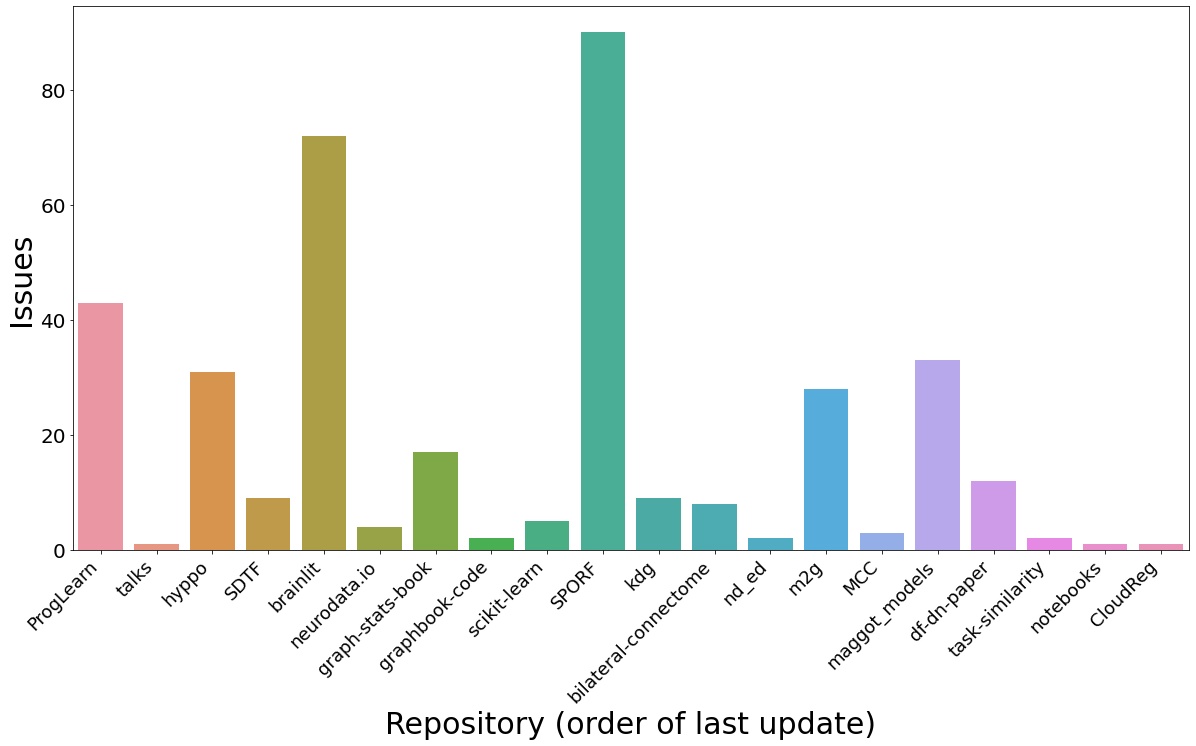 Issues
80
60
40
20
0
ProgLearn
talks
hyppo
SDTF
brainlit
neurodata.io
graph-stats-book
graphbook-code
scikit-learn
SPORF
kdg
bilateral-connectome
nd_ed
m2g
MCC
maggot_models
df-dn-paper
task-similarity
notebooks
CloudReg
Repository (order of last update)